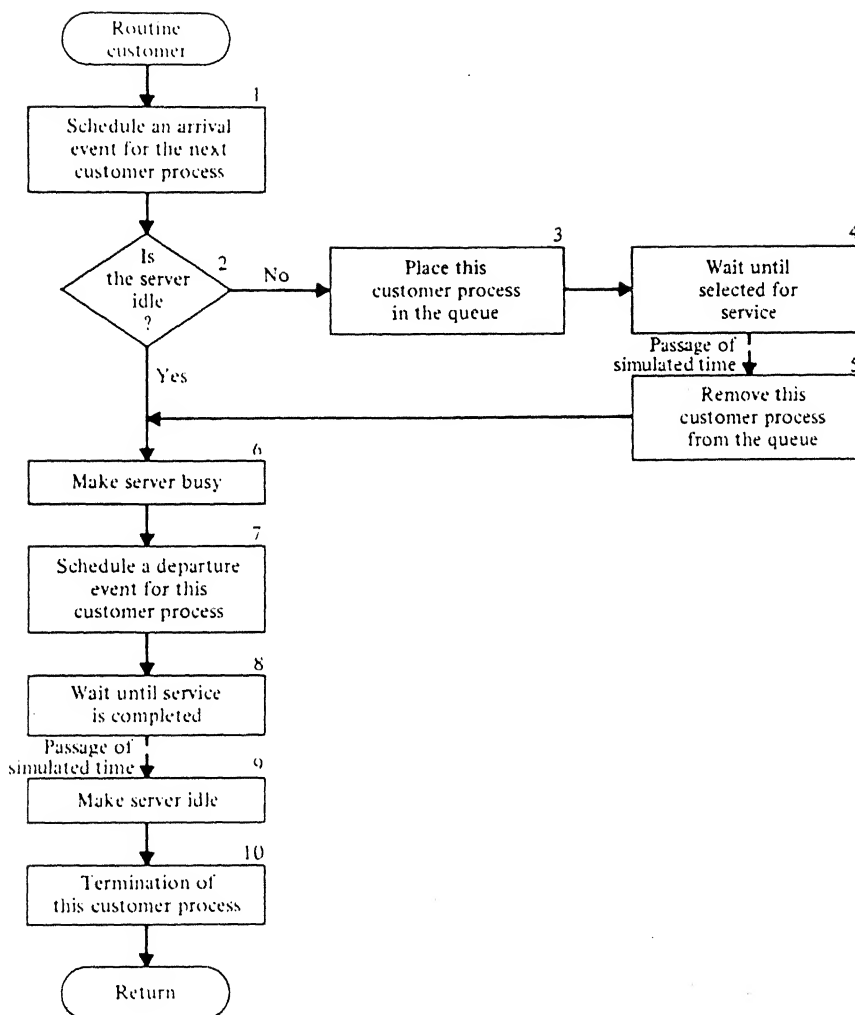 Routine
customer
1
Schedule an arrival
event for the next
customer process
Is
the server
idle
?
2
No
3
Place this
customer process
in the queue
4
Wait until
selected for
service
Passage of
simulated time
5
Remove this
customer process
from the queue
Yes
6
Make server busy
7
Schedule a departure
event for this
customer process
8
Wait until service
is completed
Passage of
simulated time
9
Make server idle
10
Termination of
this customer process
Return